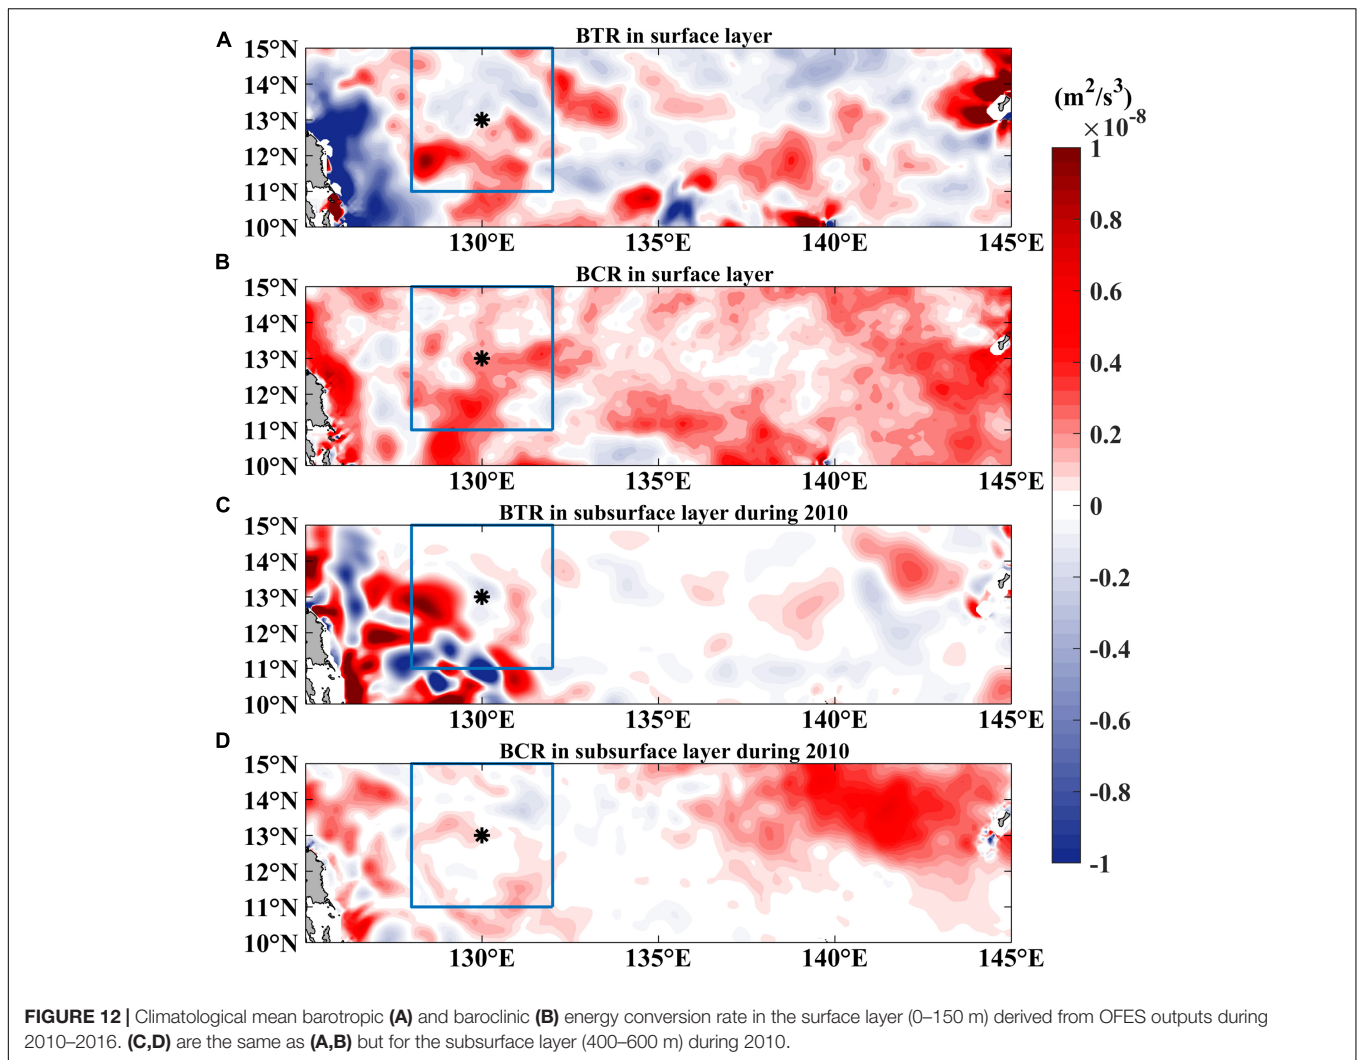 A
BTR in surface layer
15°N
14°N
13°N
12°N
11°N
10°N
130°E
135°E
140°E
145°E
B
BCR in surface layer
15°N
14°N
13°N
12°N
11°N
10°N
130°E
135°E
140°E
145°E
C
BTR in subsurface layer during 2010
15°N
14°N
13°N
12°N
11°N
10°N
130°E
135°E
140°E
145°E
D
BCR in subsurface layer during 2010
15°N
14°N
13°N
12°N
11°N
10°N
130°E
135°E
140°E
145°E
(m²/s³)
×10⁻⁸
1
0.8
0.6
0.4
0.2
0
-0.2
-0.4
-0.6
-0.8
-1
FIGURE 12 | Climatological mean barotropic (A) and baroclinic (B) energy conversion rate in the surface layer (0–150 m) derived from OFES outputs during
2010–2016. (C,D) are the same as (A,B) but for the subsurface layer (400–600 m) during 2010.